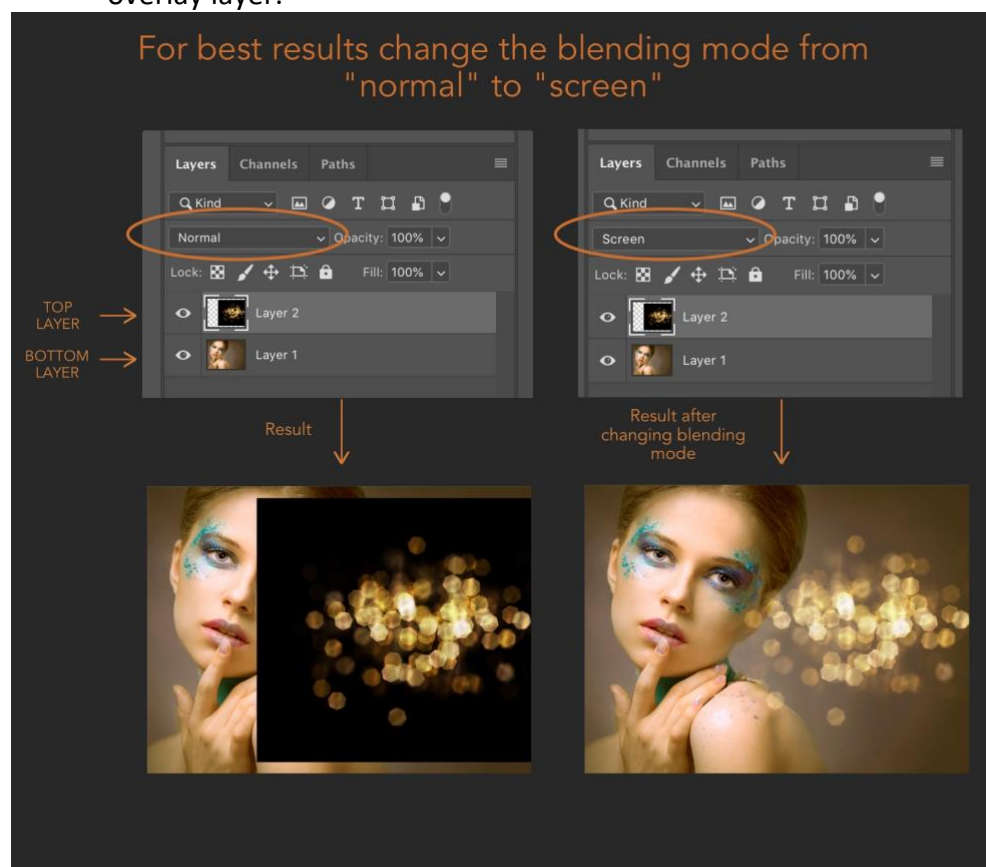 overlay layer.
For best results change the blending mode from
"normal" to "screen"
Layers Channels Paths
Kind
Normal Opacity: 100%
Lock: Fill: 100%
TOP
LAYER
Layer 2
BOTTOM
LAYER
Layer 1
Layers Channels Paths
Kind
Screen Opacity: 100%
Lock: Fill: 100%
Layer 2
Layer 1
Result
Result after
changing blending
mode